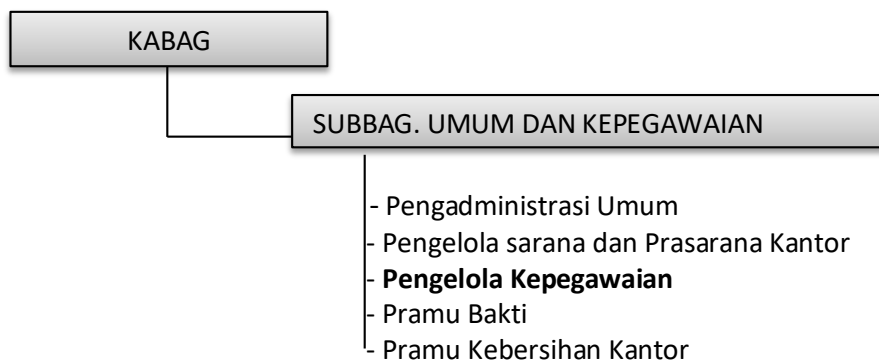 KABAG
SUBBAG. UMUM DAN KEPEGAWAIAN
- Pengadministrasi Umum
- Pengelola sarana dan Prasarana Kantor
- Pengelola Kepegawaian
- Pramu Bakti
- Pramu Kebersihan Kantor